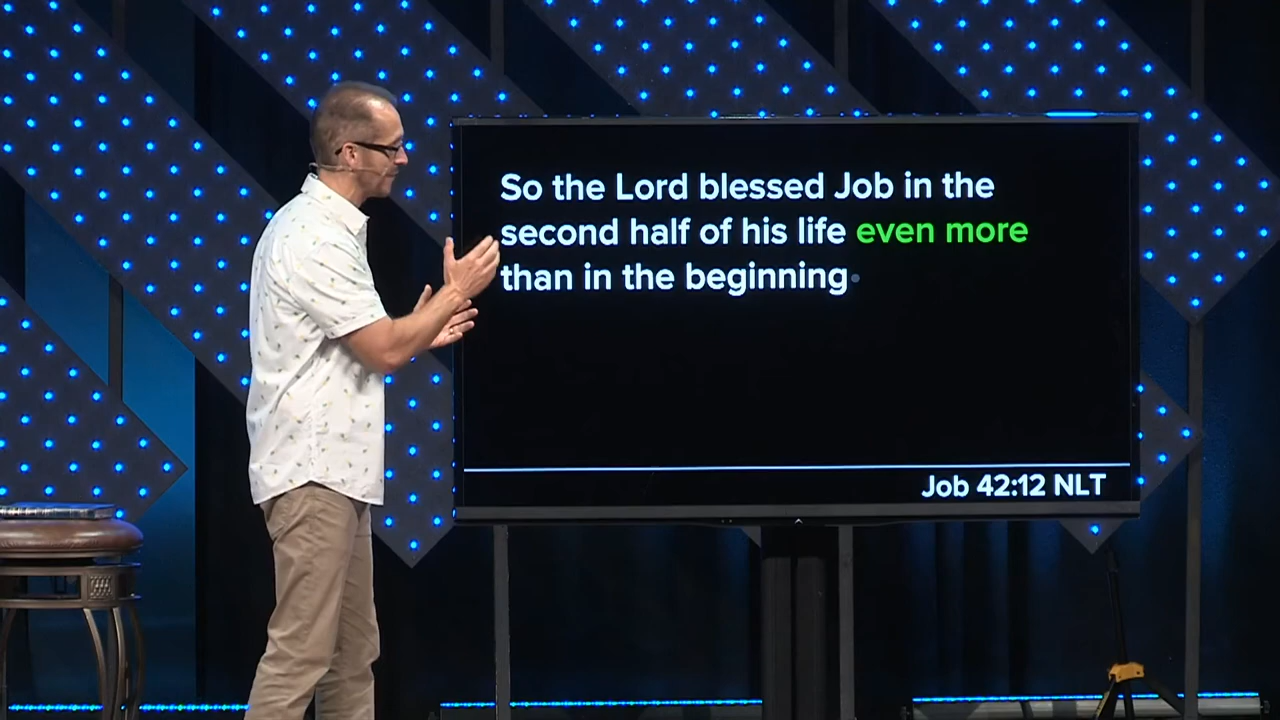 So the Lord blessed Job in the
second half of his life even more
than in the beginning.
Job 42:12 NLT